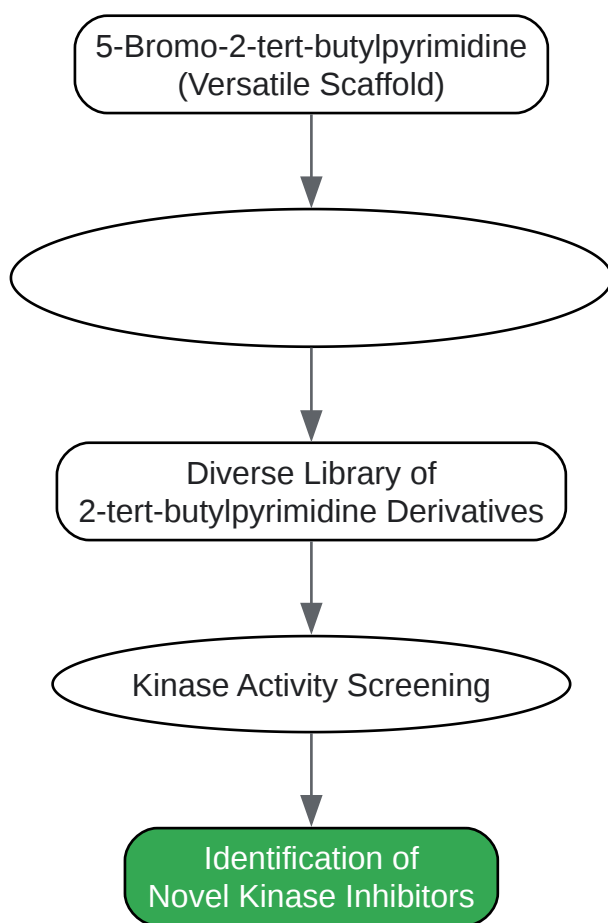 5-Bromo-2-tert-butylpyrimidine
(Versatile Scaffold)
Diverse Library of
2-tert-butylpyrimidine Derivatives
Kinase Activity Screening
Identification of
Novel Kinase Inhibitors